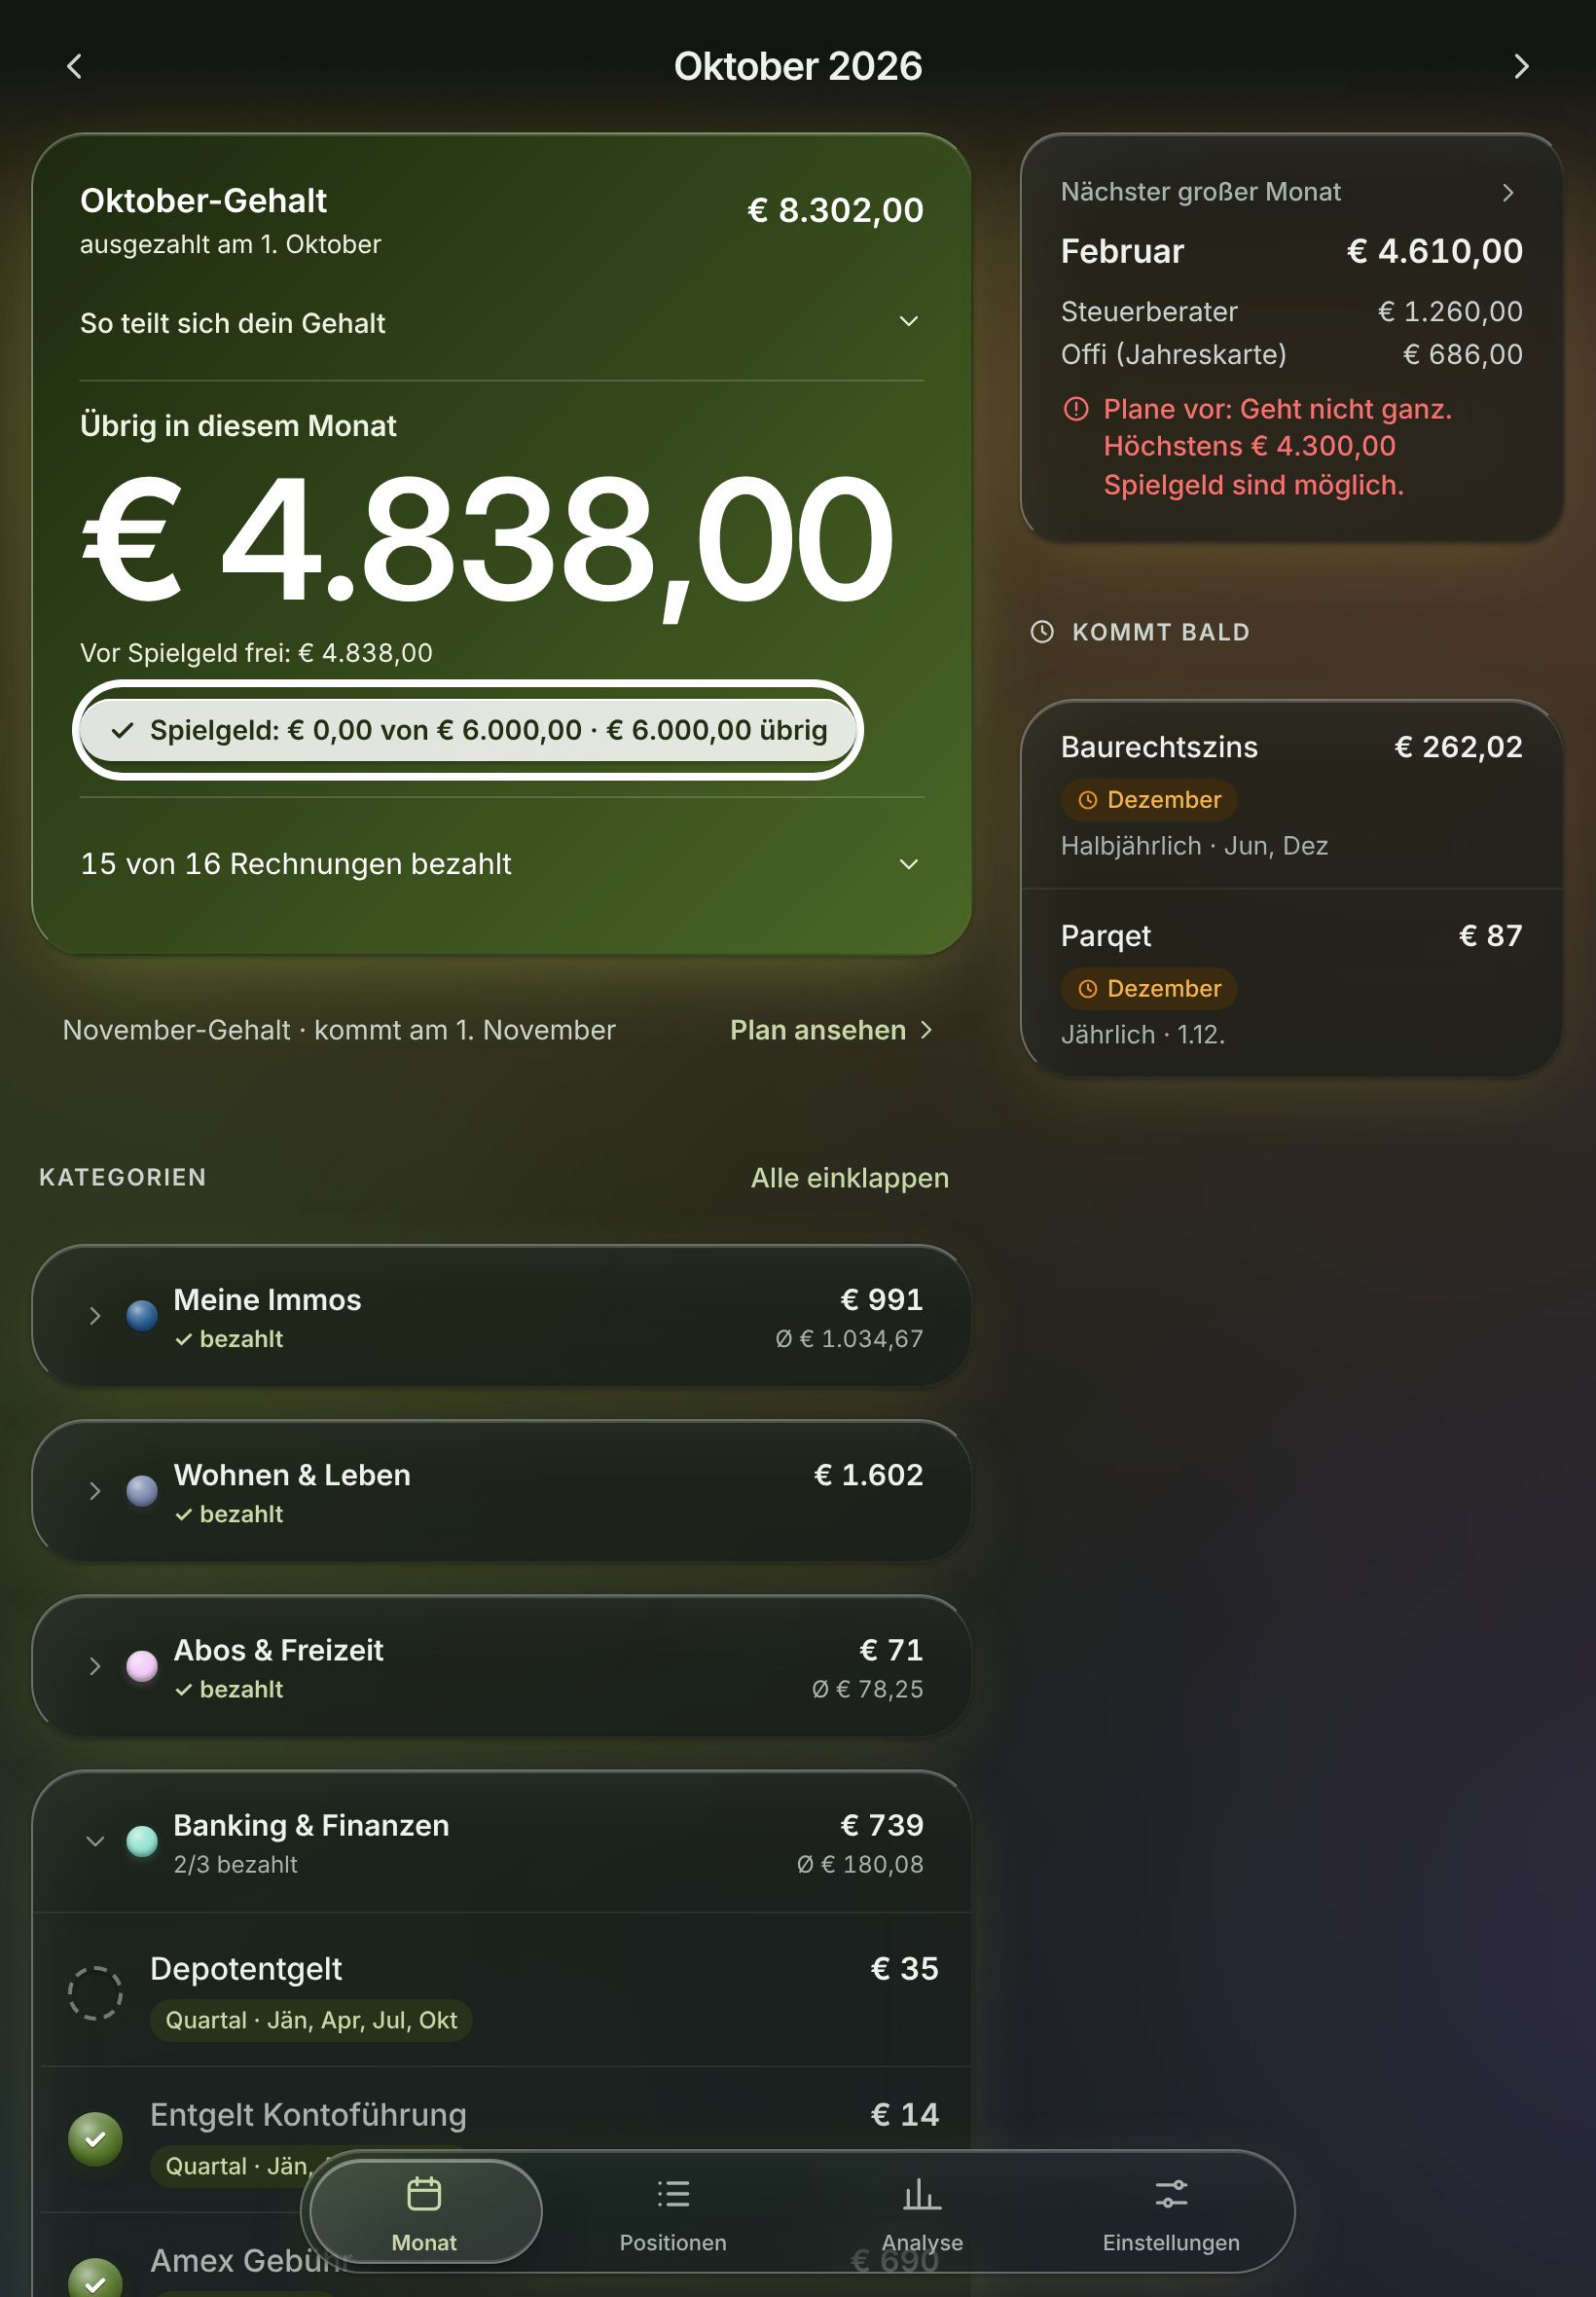 Oktober 2026
Oktober-Gehalt
€ 8.302,00
ausgezahlt am 1. Oktober
So teilt sich dein Gehalt
Übrig in diesem Monat
€ 4.838,00
Vor Spielgeld frei: € 4.838,00
Spielgeld: € 0,00 von € 6.000,00 · € 6.000,00 übrig
15 von 16 Rechnungen bezahlt
November-Gehalt · kommt am 1. November
Plan ansehen
Nächster großer Monat
Februar € 4.610,00
Steuerberater € 1.260,00
Offi (Jahreskarte) € 686,00
Plane vor: Geht nicht ganz.
Höchstens € 4.300,00
Spielgeld sind möglich.
KOMMT BALD
Baurechtszins € 262,02
Dezember
Halbjährlich · Jun, Dez
Parqet € 87
Dezember
Jährlich · 1.12.
KATEGORIEN
Alle einklappen
Meine Immos € 991
bezahlt Ø € 1.034,67
Wohnen & Leben € 1.602
bezahlt
Abos & Freizeit € 71
bezahlt Ø € 78,25
Banking & Finanzen € 739
2/3 bezahlt Ø € 180,08
Depotentgelt € 35
Quartal · Jän, Apr, Jul, Okt
Entgelt Kontoführung € 14
Quartal · Jän,
Amex Gebühr € 690
Monat
Positionen
Analyse
Einstellungen